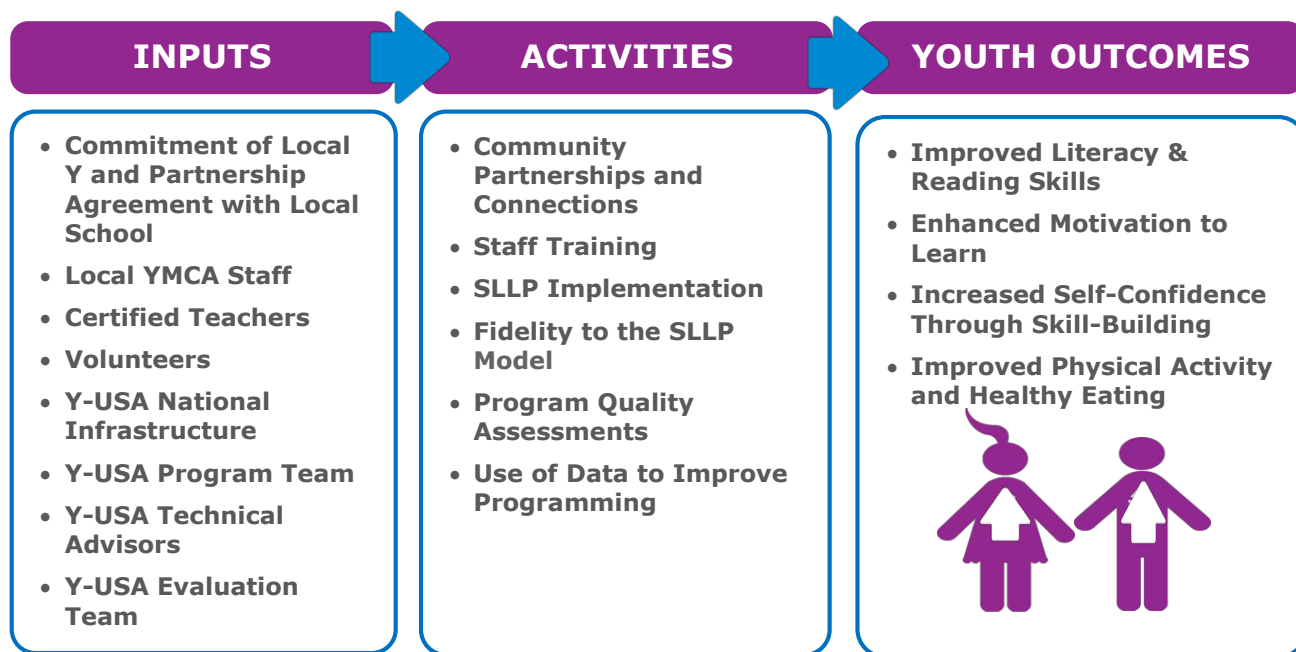 INPUTS
• Commitment of Local
Y and Partnership
Agreement with Local
School
• Local YMCA Staff
• Certified Teachers
• Volunteers
• Y-USA National
Infrastructure
• Y-USA Program Team
• Y-USA Technical
Advisors
• Y-USA Evaluation
Team
ACTIVITIES
• Community
Partnerships and
Connections
• Staff Training
• SLLP Implementation
• Fidelity to the SLLP
Model
• Program Quality
Assessments
• Use of Data to Improve
Programming
YOUTH OUTCOMES
• Improved Literacy &
Reading Skills
• Enhanced Motivation to
Learn
• Increased Self-Confidence
Through Skill-Building
• Improved Physical Activity
and Healthy Eating